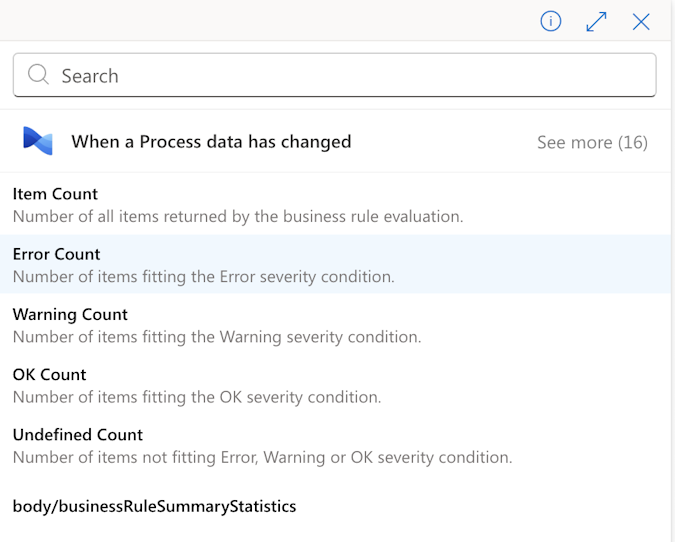 Search
When a Process data has changed See more (16)
Item Count
Number of all items returned by the business rule evaluation.
Error Count
Number of items fitting the Error severity condition.
Warning Count
Number of items fitting the Warning severity condition.
OK Count
Number of items fitting the OK severity condition.
Undefined Count
Number of items not fitting Error, Warning or OK severity condition.
body/businessRuleSummaryStatistics